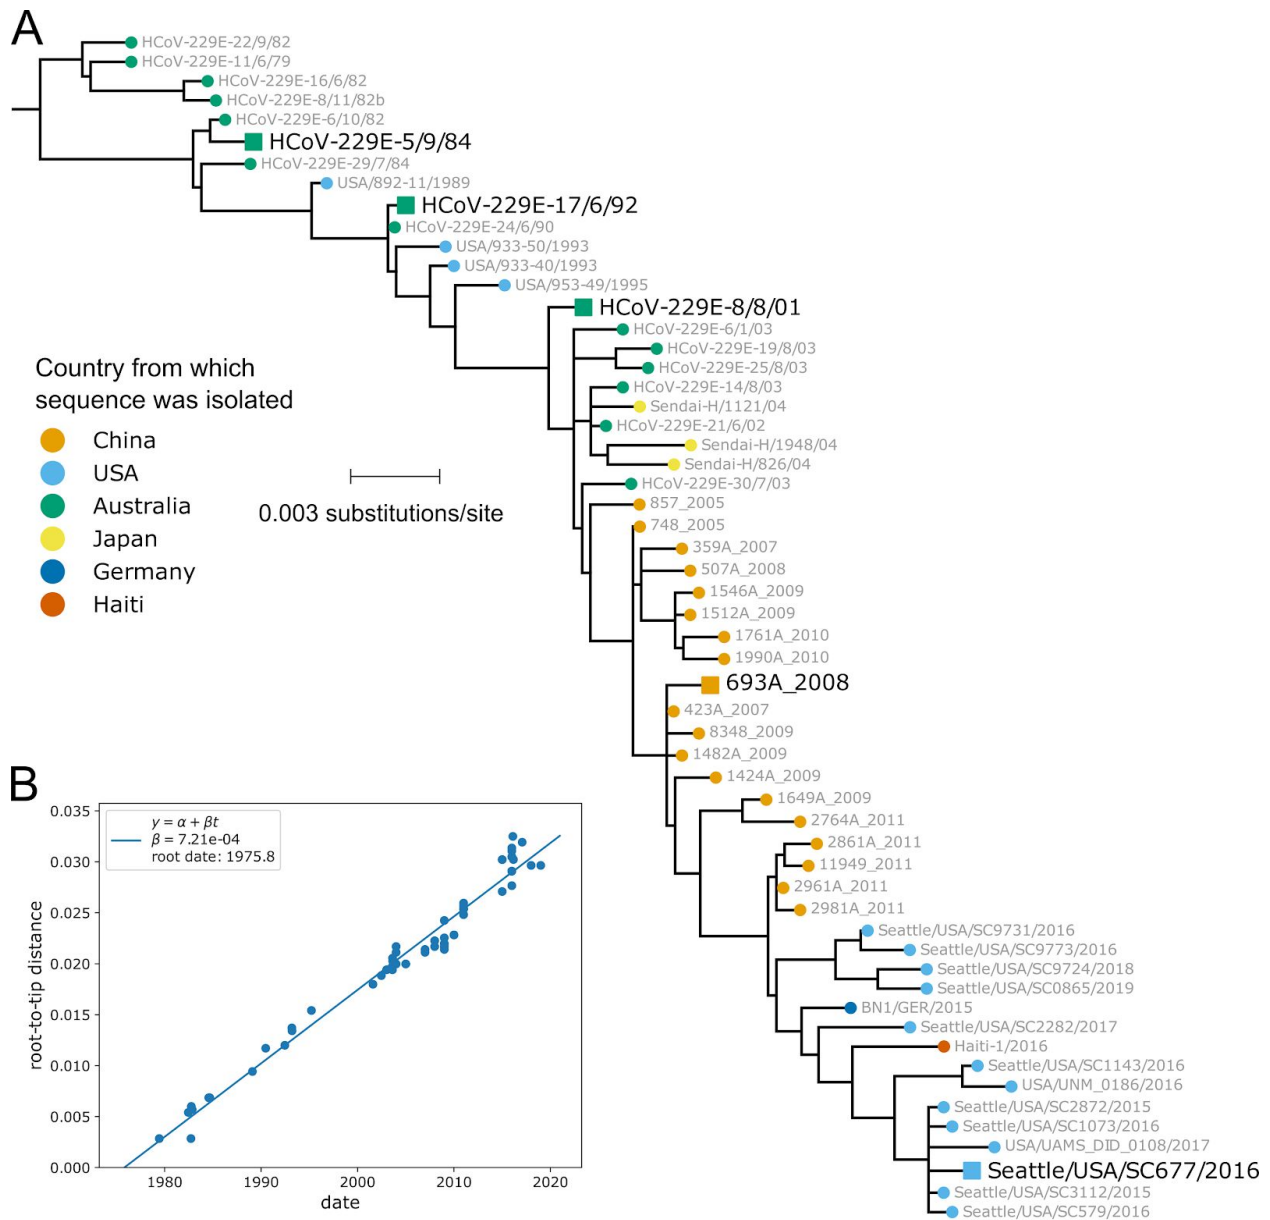 A
HCoV-229E-22/9/82
HCoV-229E-11/6/79
HCoV-229E-16/6/82
HCoV-229E-8/11/82b
HCoV-229E-6/10/82
HCoV-229E-5/9/84
HCoV-229E-29/7/84
USA/892-11/1989
HCoV-229E-17/6/92
HCoV-229E-24/6/90
USA/933-50/1993
USA/933-40/1993
USA/953-49/1995
HCoV-229E-8/8/01
HCoV-229E-6/1/03
HCoV-229E-19/8/03
HCoV-229E-25/8/03
HCoV-229E-14/8/03
Sendai-H/1121/04
HCoV-229E-21/6/02
Sendai-H/1948/04
Sendai-H/826/04
HCoV-229E-30/7/03
857_2005
748_2005
359A_2007
507A_2008
1546A_2009
1512A_2009
1761A_2010
1990A_2010
693A_2008
423A_2007
8348_2009
1482A_2009
1424A_2009
1649A_2009
2764A_2011
2861A_2011
11949_2011
2961A_2011
2981A_2011
Seattle/USA/SC9731/2016
Seattle/USA/SC9773/2016
Seattle/USA/SC9724/2018
Seattle/USA/SC0865/2019
BN1/GER/2015
Seattle/USA/SC2282/2017
Haiti-1/2016
Seattle/USA/SC1143/2016
USA/UNM_0186/2016
Seattle/USA/SC2872/2015
Seattle/USA/SC1073/2016
USA/UAMS_DID_0108/2017
Seattle/USA/SC677/2016
Seattle/USA/SC3112/2015
Seattle/USA/SC579/2016
Country from which
sequence was isolated
China
USA
Australia
Japan
Germany
Haiti
0.003 substitutions/site
B
y = α + βt
β = 7.21e-04
root date: 1975.8
0.035
0.030
0.025
0.020
0.015
0.010
0.005
0.000
root-to-tip distance
1980 1990 2000 2010 2020
date